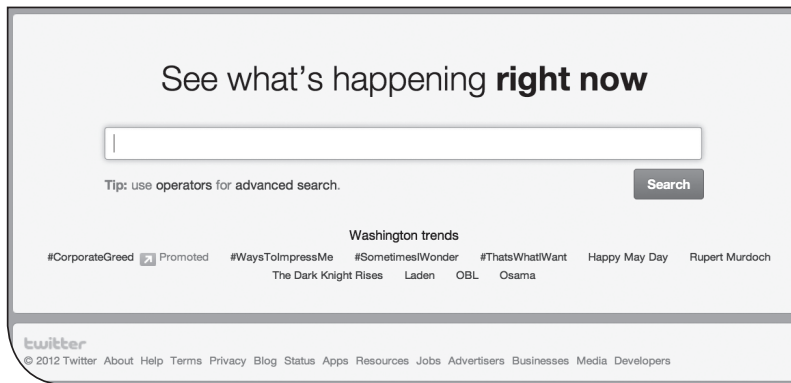 See what's happening right now
Tip: use operators for advanced search.
Search
Washington trends
#CorporateGreed Promoted #WaysToImpressMe #SometimesIWonder #ThatsWhatIWant Happy May Day Rupert Murdoch
The Dark Knight Rises Laden OBL Osama
twitter
© 2012 Twitter About Help Terms Privacy Blog Status Apps Resources Jobs Advertisers Businesses Media Developers